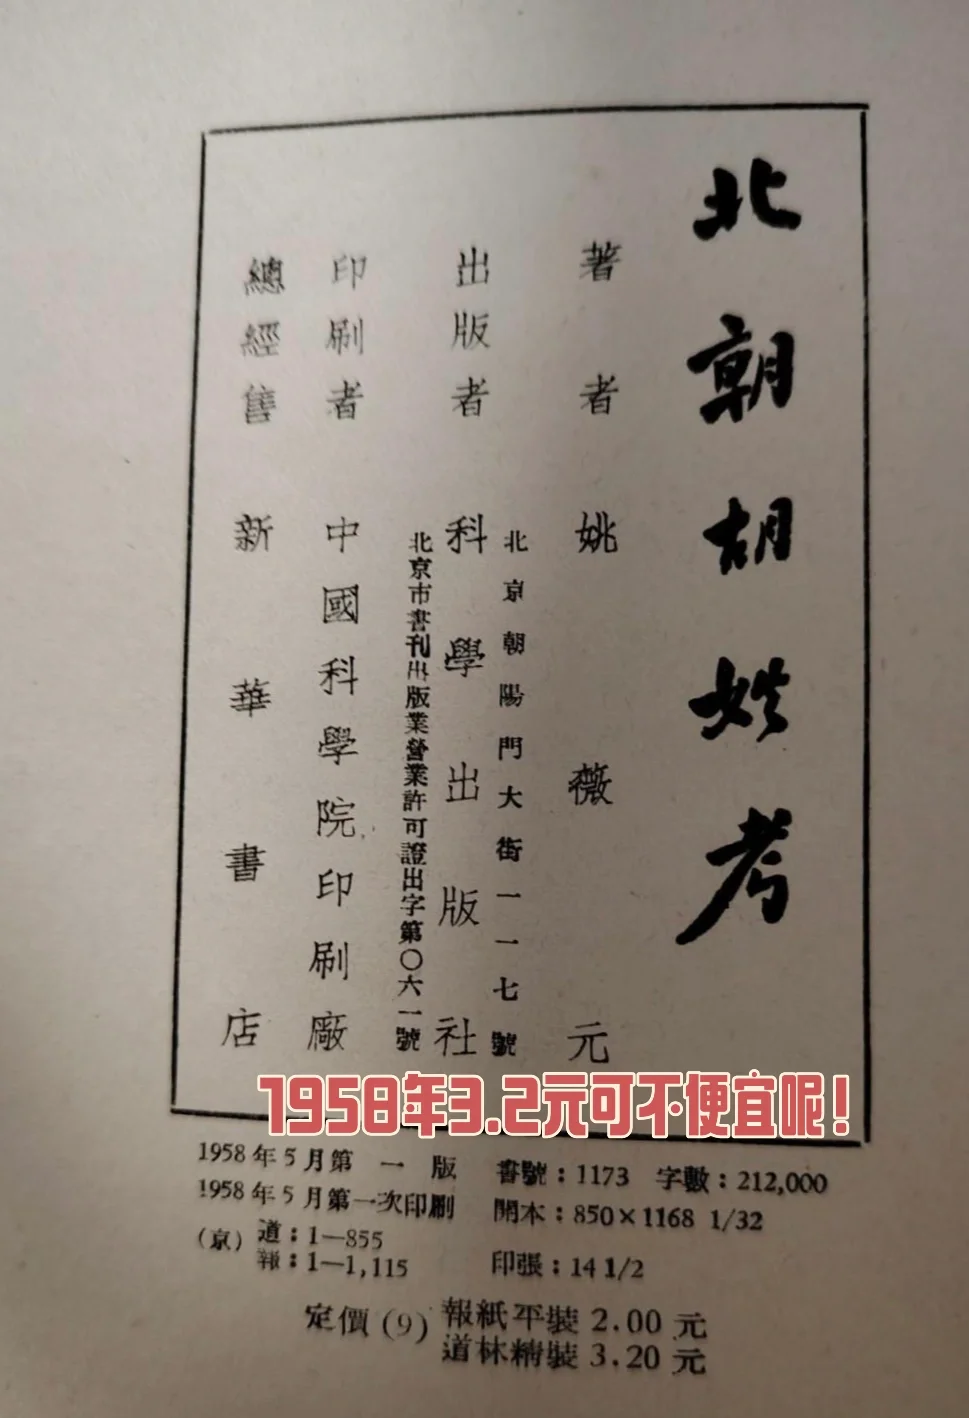 北朝胡姓考
著者 姚薇元
北京朝陽門大街一一七號
出版者 科學出版社
北京市書刊出版業營業許可證出字第〇六一號
印刷者 中國科學院印刷廠
總經售 新華書店
1958年3.2元可不便宜呢！
1958年5月第一版 書號：1173 字數：212,000
1958年5月第一次印刷 開本：850×1168 1/32
(京) 道：1—855
報：1—1,115 印張：14 1/2
定價(9) 報紙平裝 2.00 元
道林精裝 3.20 元